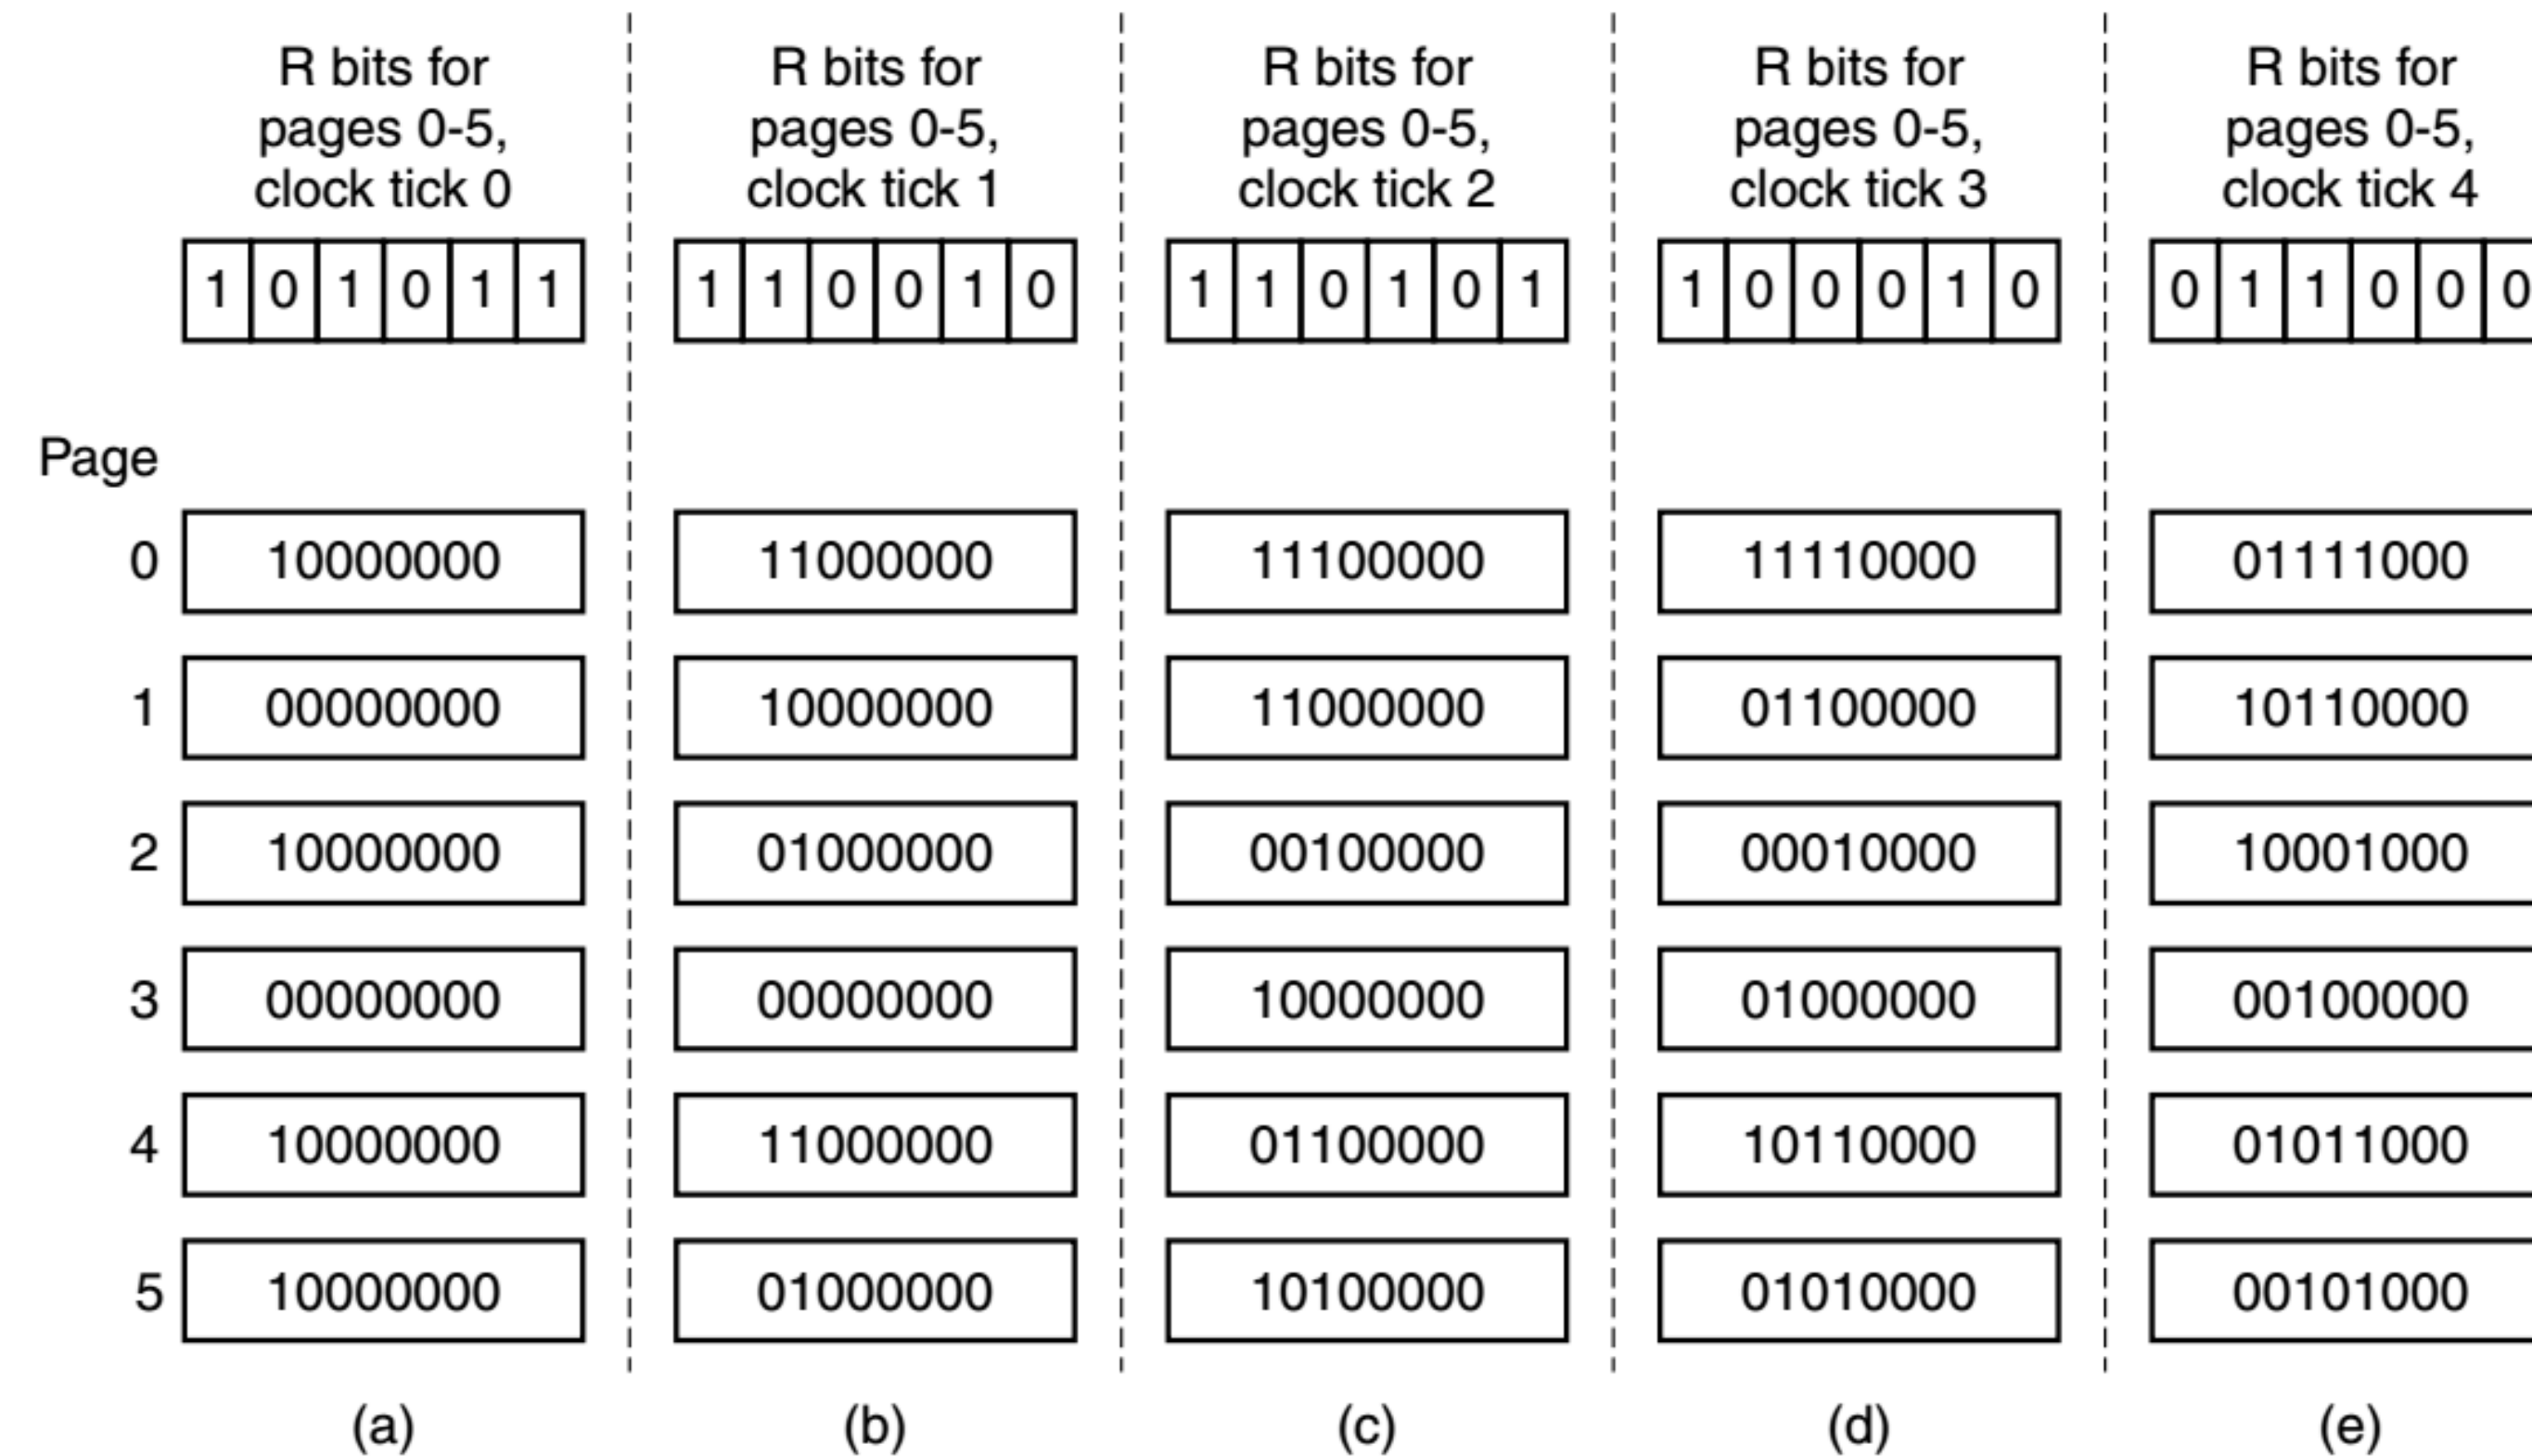 R bits for
pages 0-5,
clock tick 0
R bits for
pages 0-5,
clock tick 1
R bits for
pages 0-5,
clock tick 2
R bits for
pages 0-5,
clock tick 3
R bits for
pages 0-5,
clock tick 4
1 0 1 0 1 1
1 1 0 0 1 0
1 1 0 1 0 1
1 0 0 0 1 0
0 1 1 0 0 0
Page
0 10000000 11000000 11100000 11110000 01111000
1 00000000 10000000 11000000 01100000 10110000
2 10000000 01000000 00100000 00010000 10001000
3 00000000 00000000 10000000 01000000 00100000
4 10000000 11000000 01100000 10110000 01011000
5 10000000 01000000 10100000 01010000 00101000
(a) (b) (c) (d) (e)